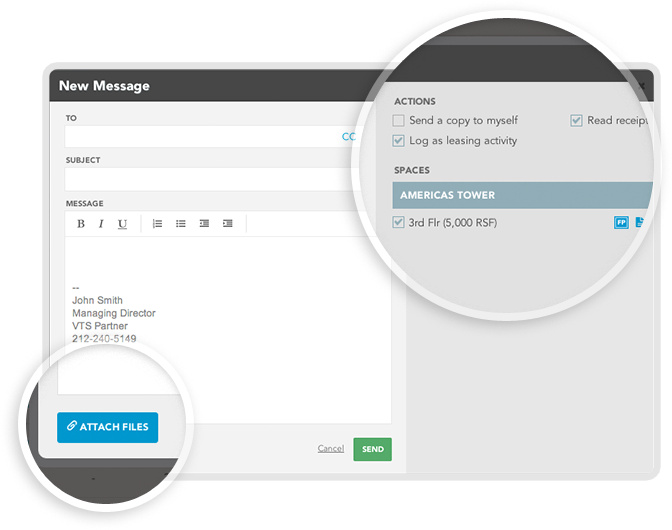 New Message
TO
CC
SUBJECT
MESSAGE
B I U
--
John Smith
Managing Director
VTS Partner
212-240-5149
ATTACH FILES
Cancel
SEND
ACTIONS
Send a copy to myself
Read receipt
Log as leasing activity
SPACES
AMERICAS TOWER
3rd Flr (5,000 RSF)
FP